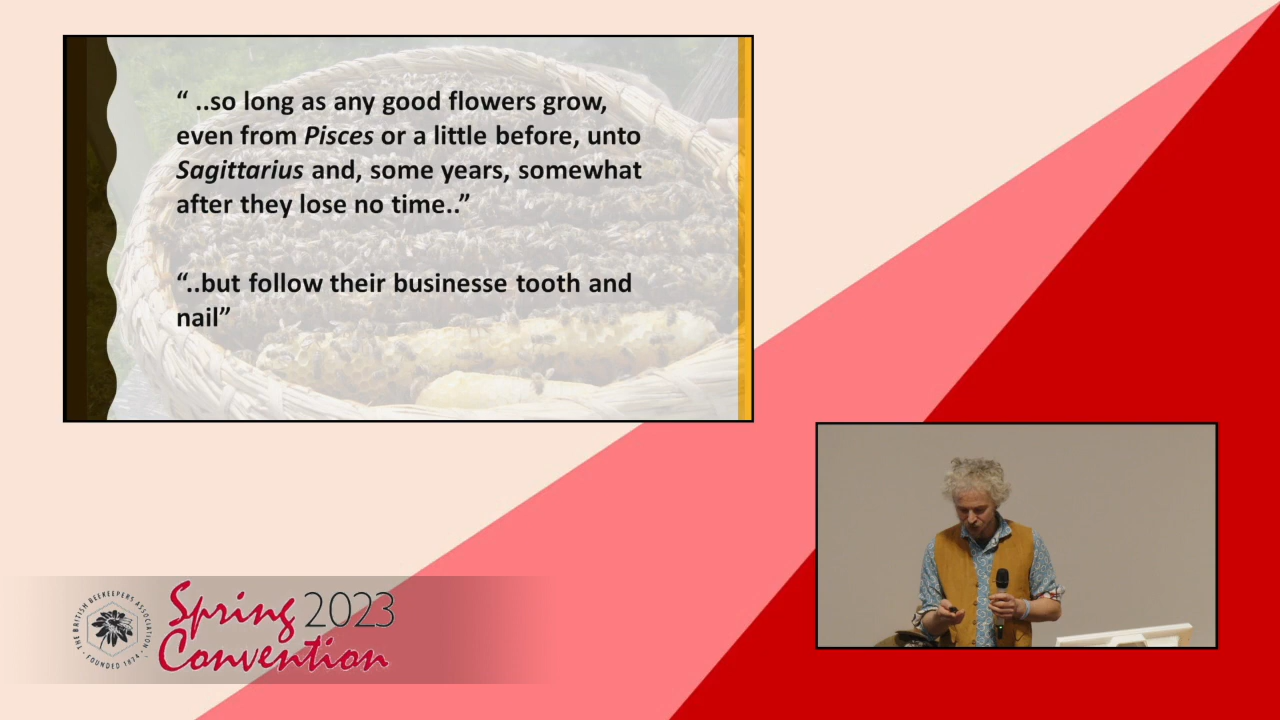 “ ..so long as any good flowers grow,
even from Pisces or a little before, unto
Sagittarius and, some years, somewhat
after they lose no time..”
“..but follow their businesse tooth and
nail”
THE BRITISH BEEKEEPERS ASSOCIATION
· FOUNDED 1874 ·
Spring 2023
Convention